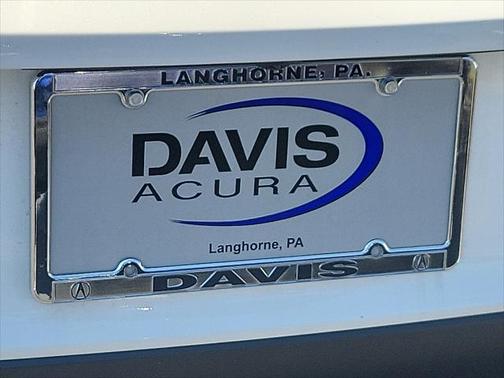 LANGHORNE, PA.
DAVIS
ACURA
Langhorne, PA
DAVIS